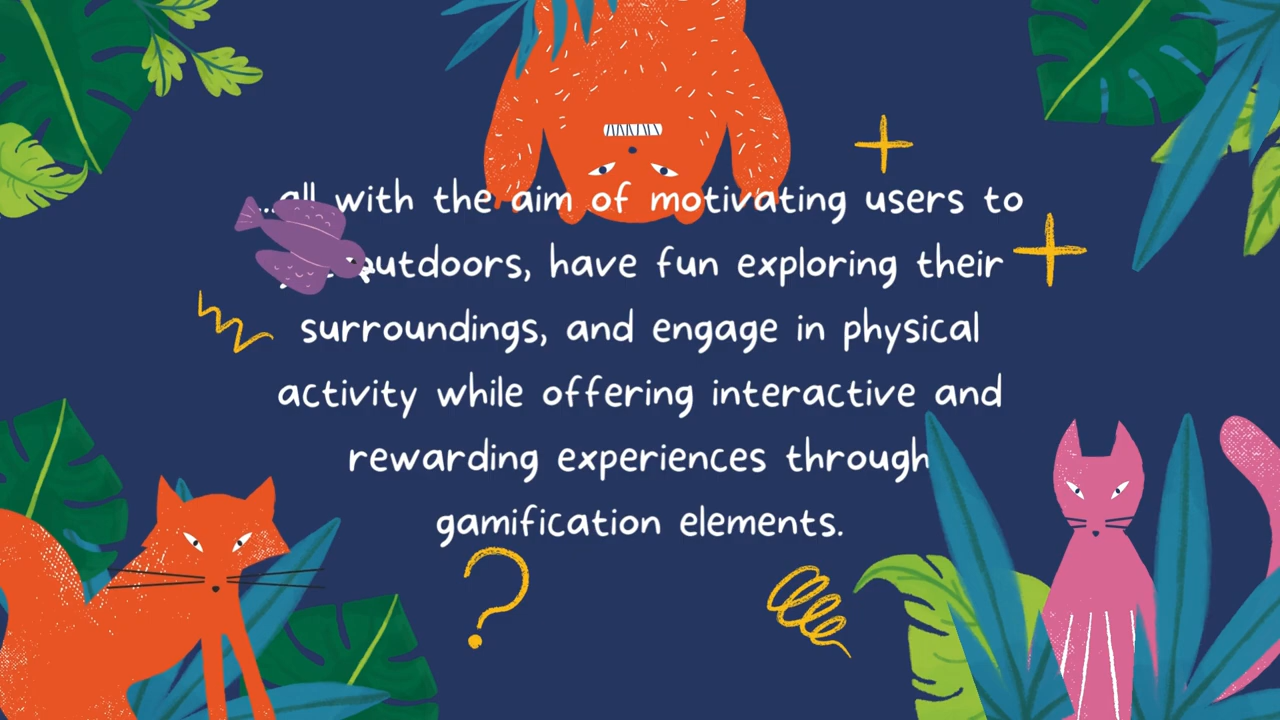 ...all with the aim of motivating users to
outdoors, have fun exploring their
surroundings, and engage in physical
activity while offering interactive and
rewarding experiences through
gamification elements.
?